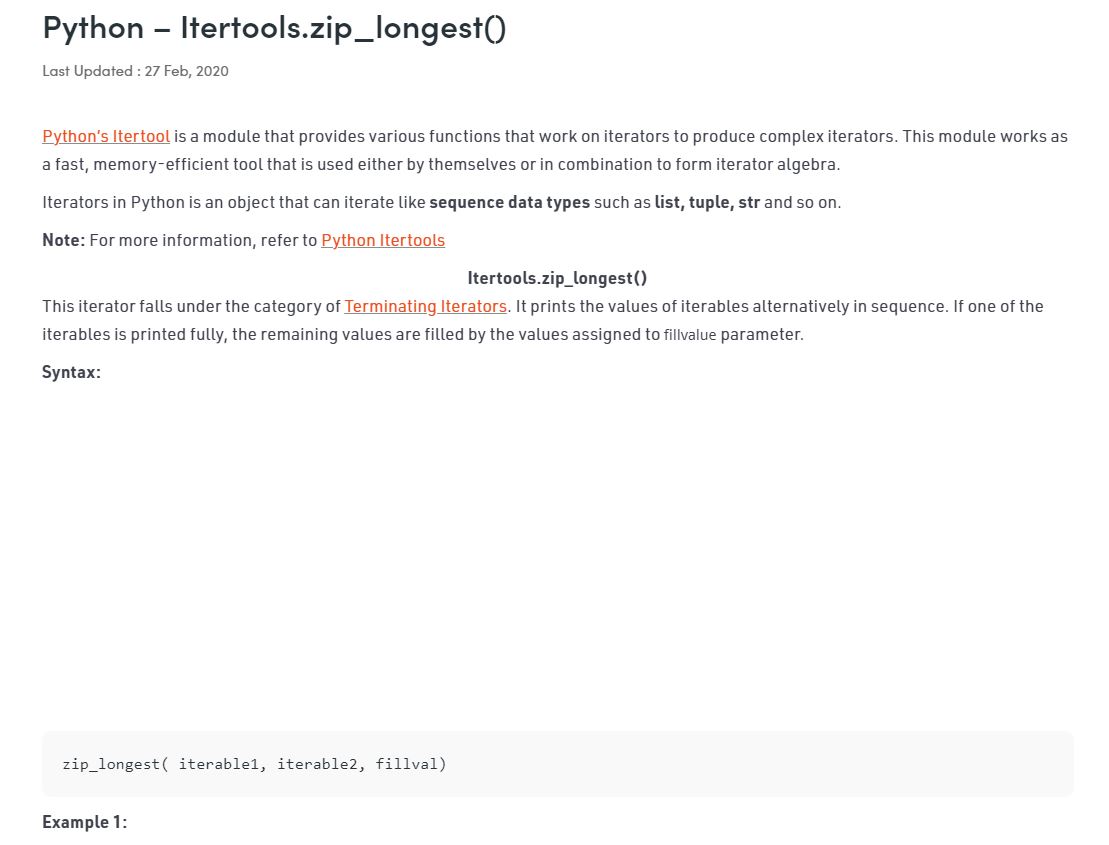 Python – Itertools.zip_longest()
Last Updated : 27 Feb, 2020
Python's Itertool is a module that provides various functions that work on iterators to produce complex iterators. This module works as
a fast, memory-efficient tool that is used either by themselves or in combination to form iterator algebra.
Iterators in Python is an object that can iterate like sequence data types such as list, tuple, str and so on.
Note: For more information, refer to Python Itertools
Itertools.zip_longest()
This iterator falls under the category of Terminating Iterators. It prints the values of iterables alternatively in sequence. If one of the
iterables is printed fully, the remaining values are filled by the values assigned to fillvalue parameter.
Syntax:
zip_longest( iterable1, iterable2, fillval)
Example 1: